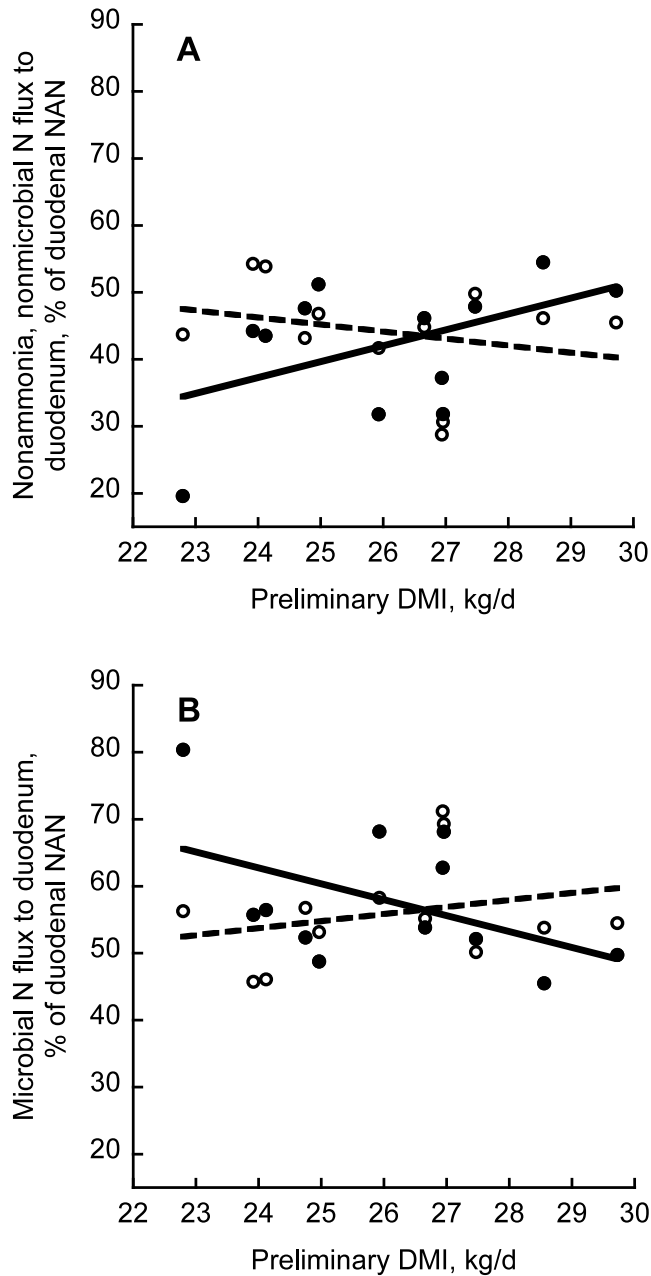 A
Nonammonia, nonmicrobial N flux to
duodenum, % of duodenal NAN
90
80
70
60
50
40
30
20
22 23 24 25 26 27 28 29 30
Preliminary DMI, kg/d
B
Microbial N flux to duodenum,
% of duodenal NAN
90
80
70
60
50
40
30
20
22 23 24 25 26 27 28 29 30
Preliminary DMI, kg/d